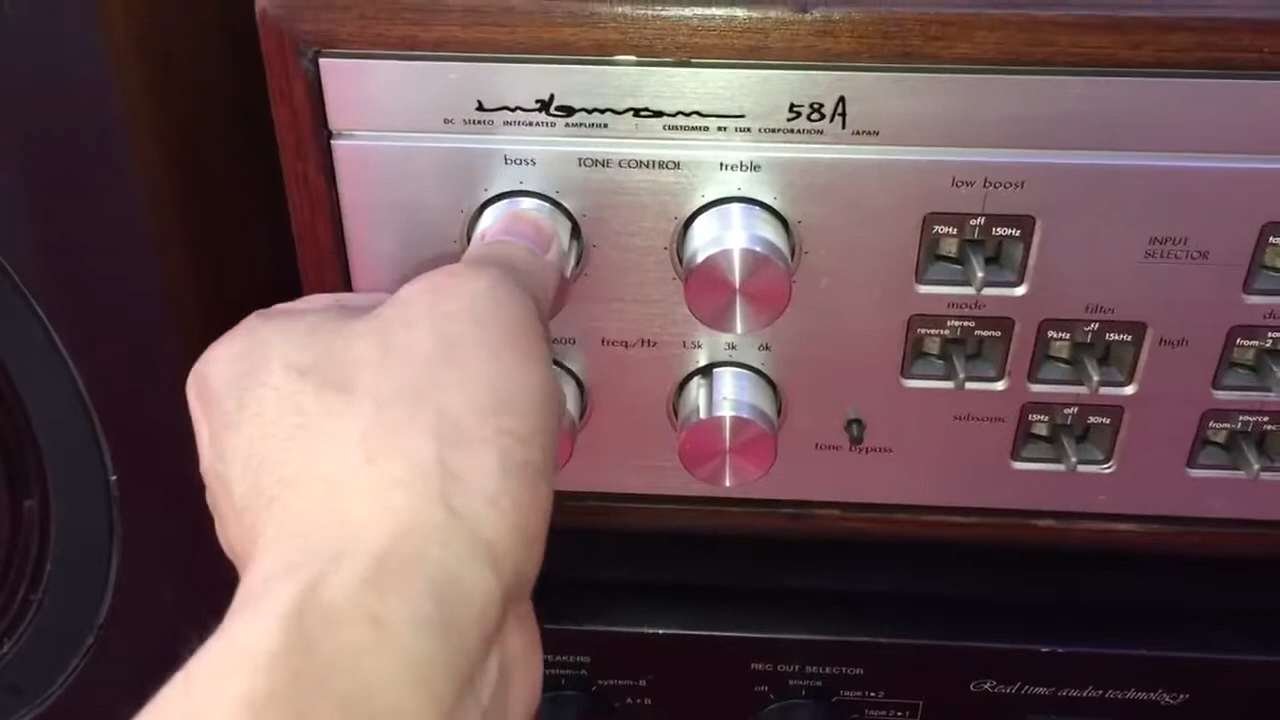 58A
DC STEREO INTEGRATED AMPLIFIER CUSTOMED BY LUX CORPORATION. JAPAN
bass TONE CONTROL treble
low boost
70Hz off 150Hz
INPUT
SELECTOR
mode
reverse stereo mono
filter
9kHz off 15kHz
high
from-2
600 freq./Hz 1.5k 3k 6k
subsonic
15Hz off 30Hz
tone bypass
source
from-1
system-B
A+B
REC OUT SELECTOR
off source tape 1▸2
tape 2▸1
Real time audio technology